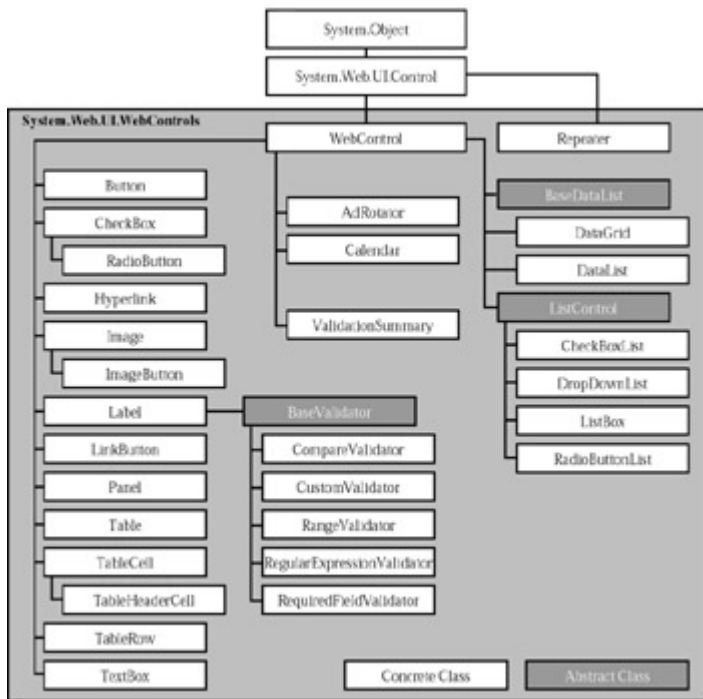 System.Object
System.Web.UI.Control
System.Web.UI.WebControls
WebControl
Repeater
Button
CheckBox
RadioButton
Hyperlink
Image
ImageButton
Label
LinkButton
Panel
Table
TableCell
TableHeaderCell
TableRow
TextBox
AdRotator
Calendar
ValidationSummary
BaseValidator
CompareValidator
CustomValidator
RangeValidator
RegularExpressionValidator
RequiredFieldValidator
BaseDataList
DataGrid
DataList
ListControl
CheckBoxList
DropDownList
ListBox
RadioButtonList
Concrete Class
Abstract Class